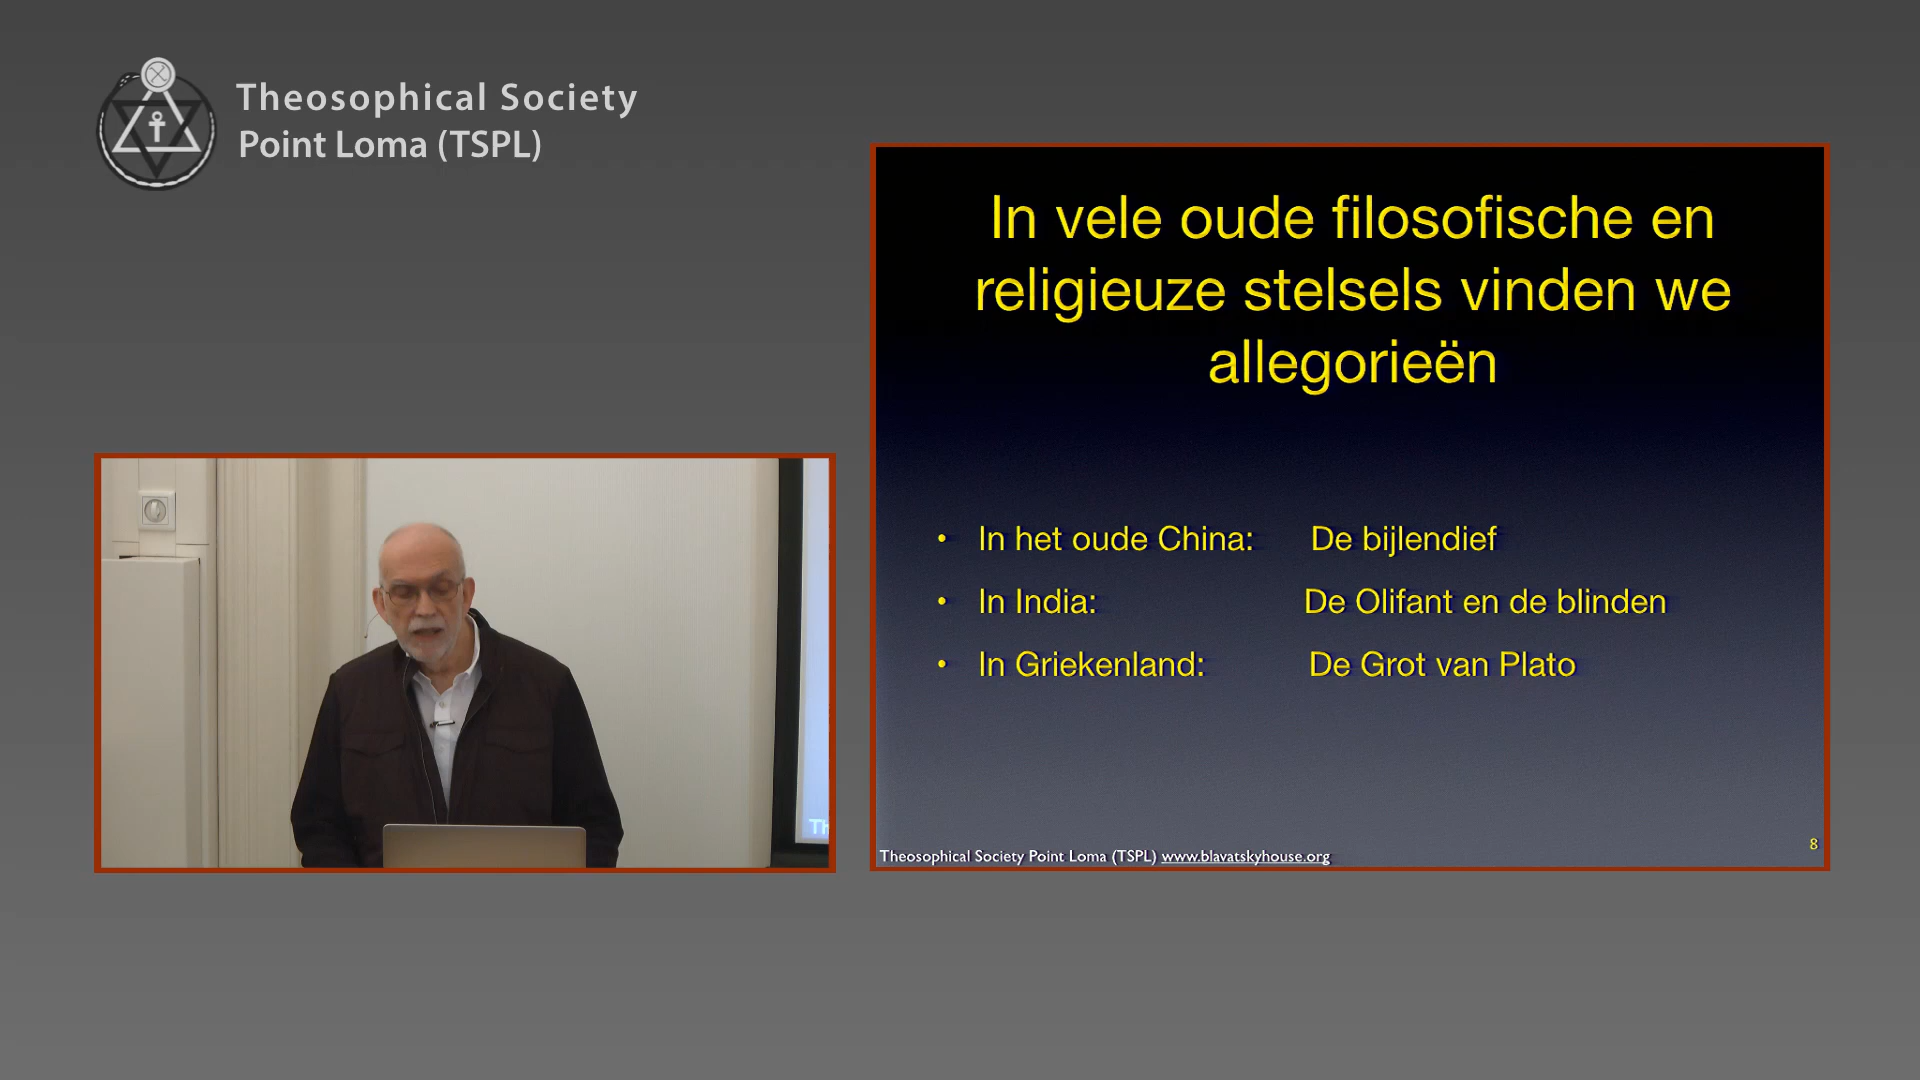 Theosophical Society
Point Loma (TSPL)
In vele oude filosofische en
religieuze stelsels vinden we
allegorieën
• In het oude China: De bijlendief
• In India: De Olifant en de blinden
• In Griekenland: De Grot van Plato
Theosophical Society Point Loma (TSPL) www.blavatskyhouse.org
8